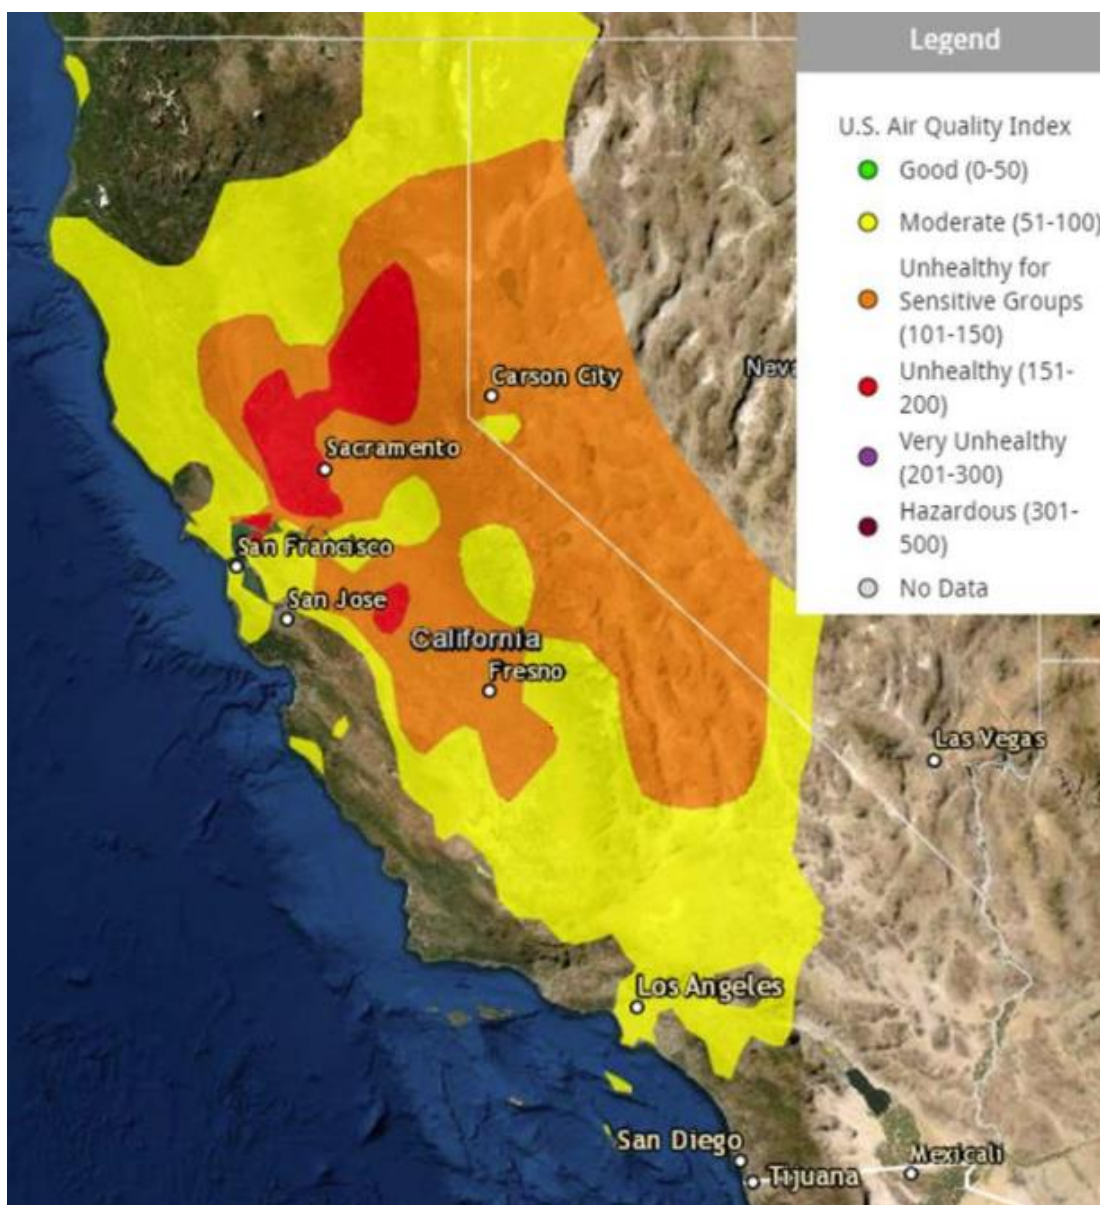 Legend
U.S. Air Quality Index
Good (0-50)
Moderate (51-100)
Unhealthy for
Sensitive Groups
(101-150)
Unhealthy (151-
200)
Very Unhealthy
(201-300)
Hazardous (301-
500)
No Data
Carson City
Neva
Sacramento
San Francisco
San Jose
California
Fresno
Las Vegas
Los Angeles
San Diego
Tijuana
Mexicali